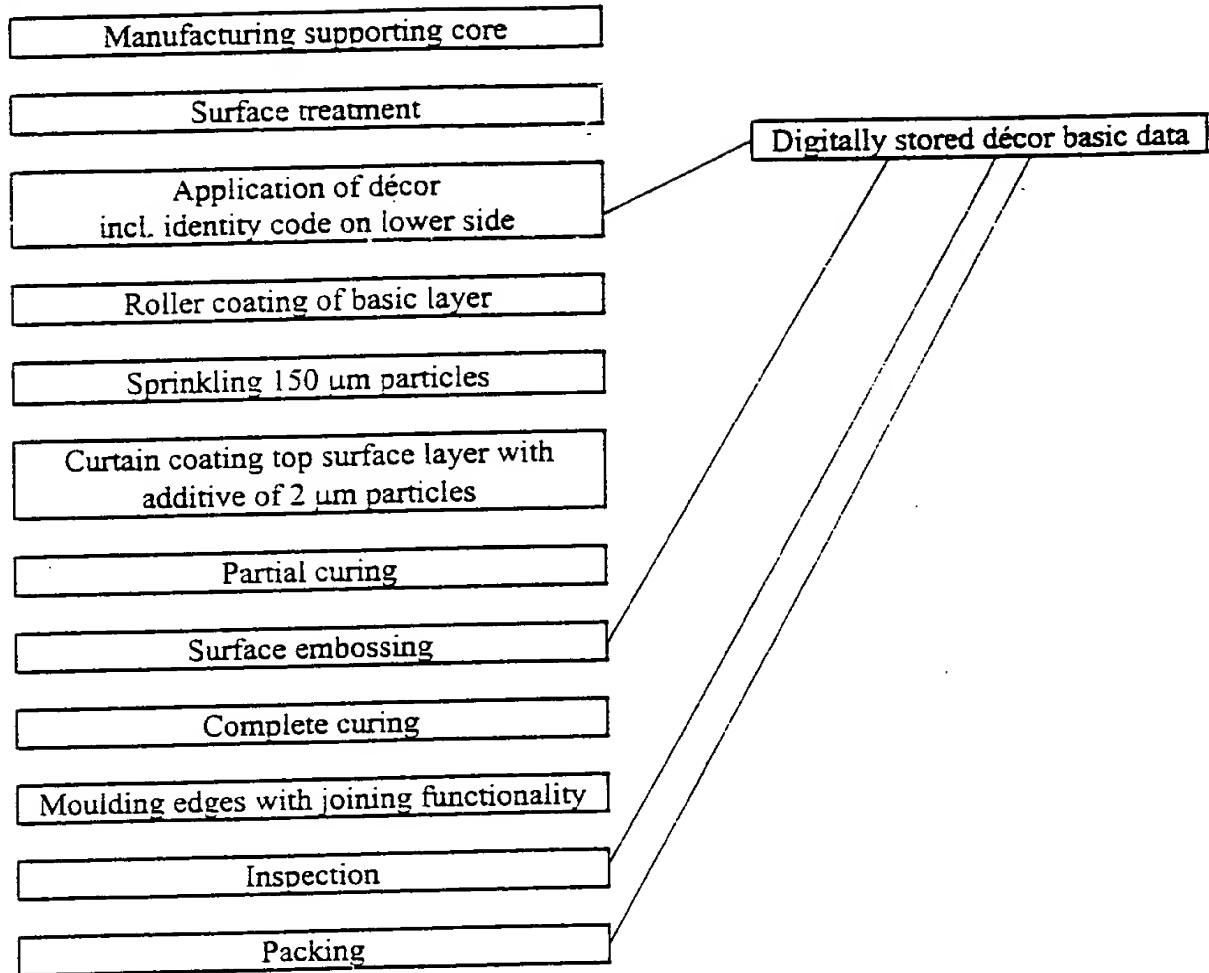 Manufacturing supporting core
Surface treatment
Digitally stored décor basic data
Application of décor
incl. identity code on lower side
Roller coating of basic layer
Sprinkling 150 µm particles
Curtain coating top surface layer with
additive of 2 µm particles
Partial curing
Surface embossing
Complete curing
Moulding edges with joining functionality
Inspection
Packing